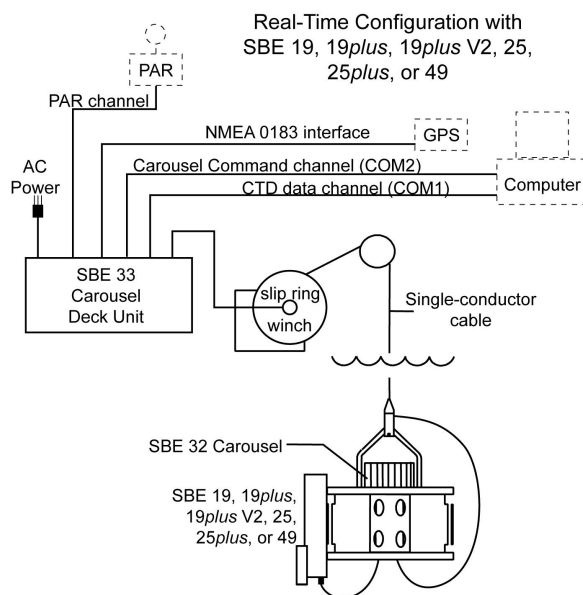 Real-Time Configuration with
SBE 19, 19plus, 19plus V2, 25,
25plus, or 49
PAR
PAR channel
NMEA 0183 interface
GPS
AC
Power
Carousel Command channel (COM2)
CTD data channel (COM1)
Computer
SBE 33
Carousel
Deck Unit
slip ring
winch
Single-conductor
cable
SBE 32 Carousel
SBE 19, 19plus,
19plus V2, 25,
25plus, or 49